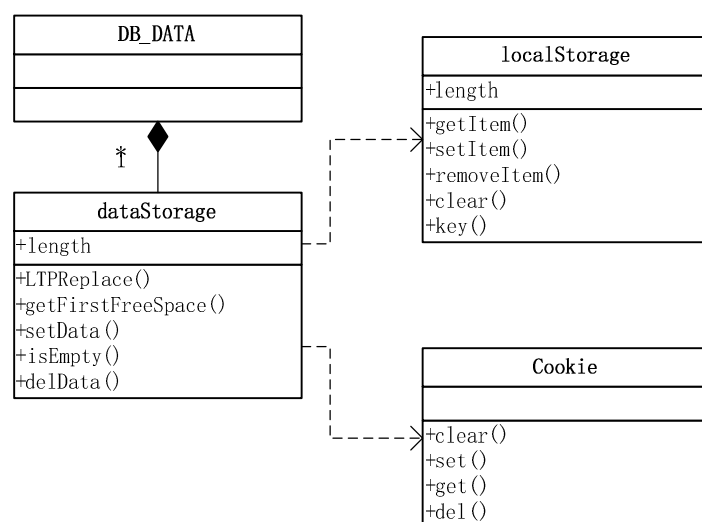 DB_DATA
*
1
dataStorage
+length
+LTPReplace()
+getFirstFreeSpace()
+setData()
+isEmpty()
+delData()
localStorage
+length
+getItem()
+setItem()
+removeItem()
+clear()
+key()
Cookie
+clear()
+set()
+get()
+del()